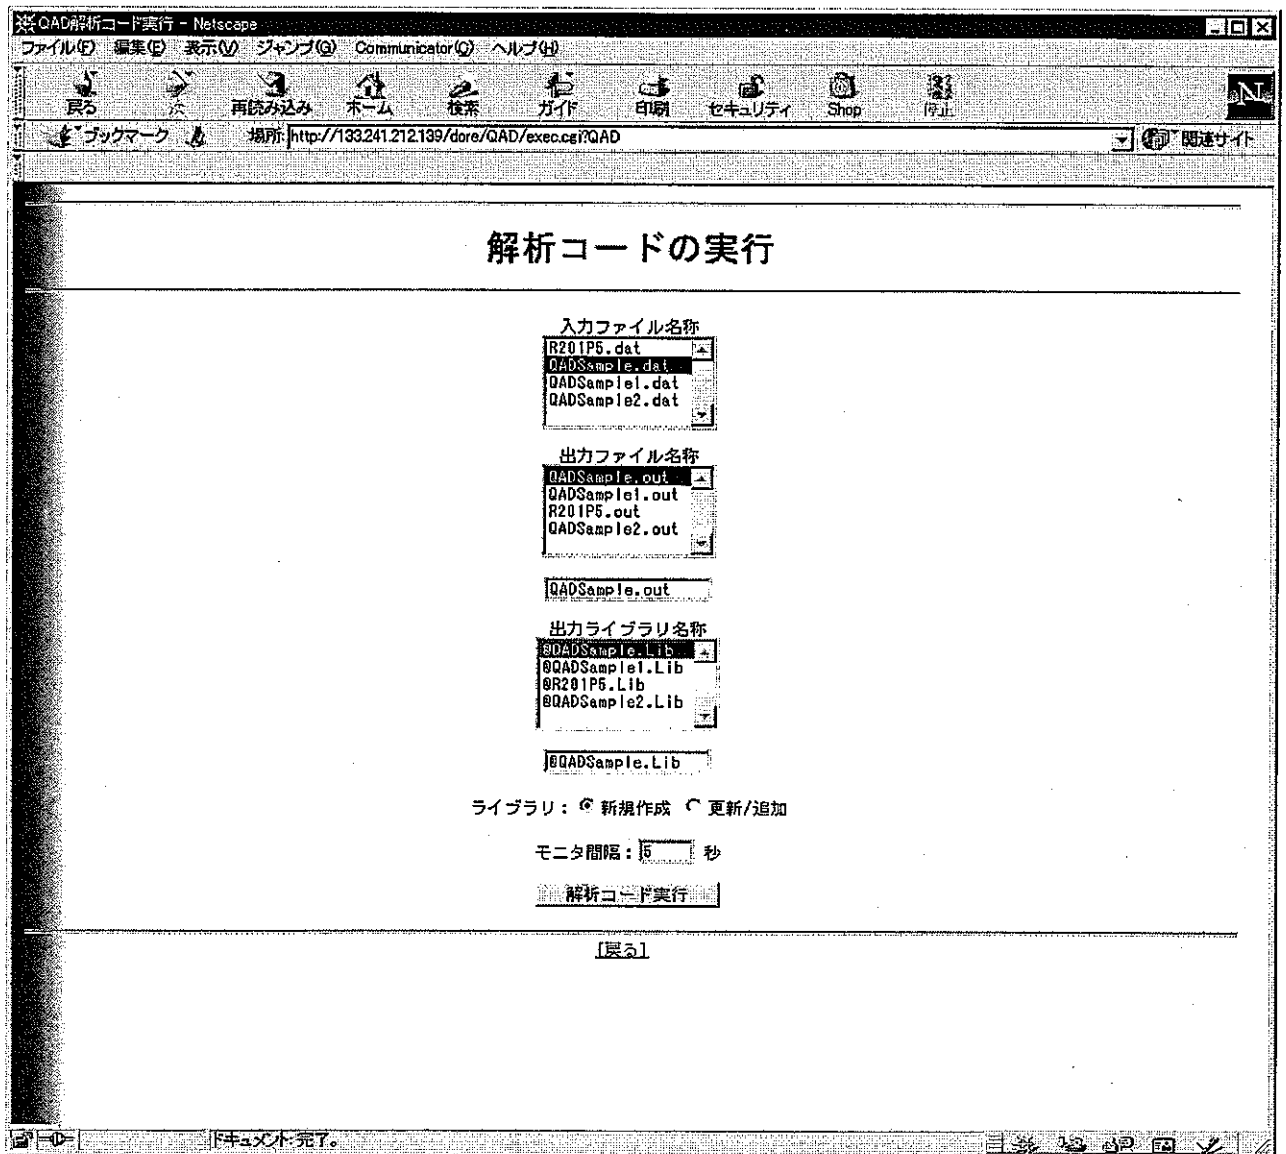 QAD解析コード実行 - Netscape
ファイル(F) 編集(E) 表示(V) ジャンプ(G) Communicator(C) ヘルプ(H)
戻る 次 再読み込み ホーム 検索 ガイド 印刷 セキュリティ Shop 停止
N
ブックマーク 場所: http://133.241.212.139/dore/QAD/exec.cgi?QAD 関連サイト
解析コードの実行
入力ファイル名称
R201P5.dat
QADSample.dat
QADSample1.dat
QADSample2.dat
出力ファイル名称
QADSample.out
QADSample1.out
R201P5.out
QADSample2.out
QADSample.out
出力ライブラリ名称
@QADSample.Lib
@QADSample1.Lib
@R201P5.Lib
@QADSample2.Lib
@QADSample.Lib
ライブラリ： 新規作成 更新/追加
モニタ間隔： 5 秒
解析コード実行
[戻る]
ドキュメント: 完了。